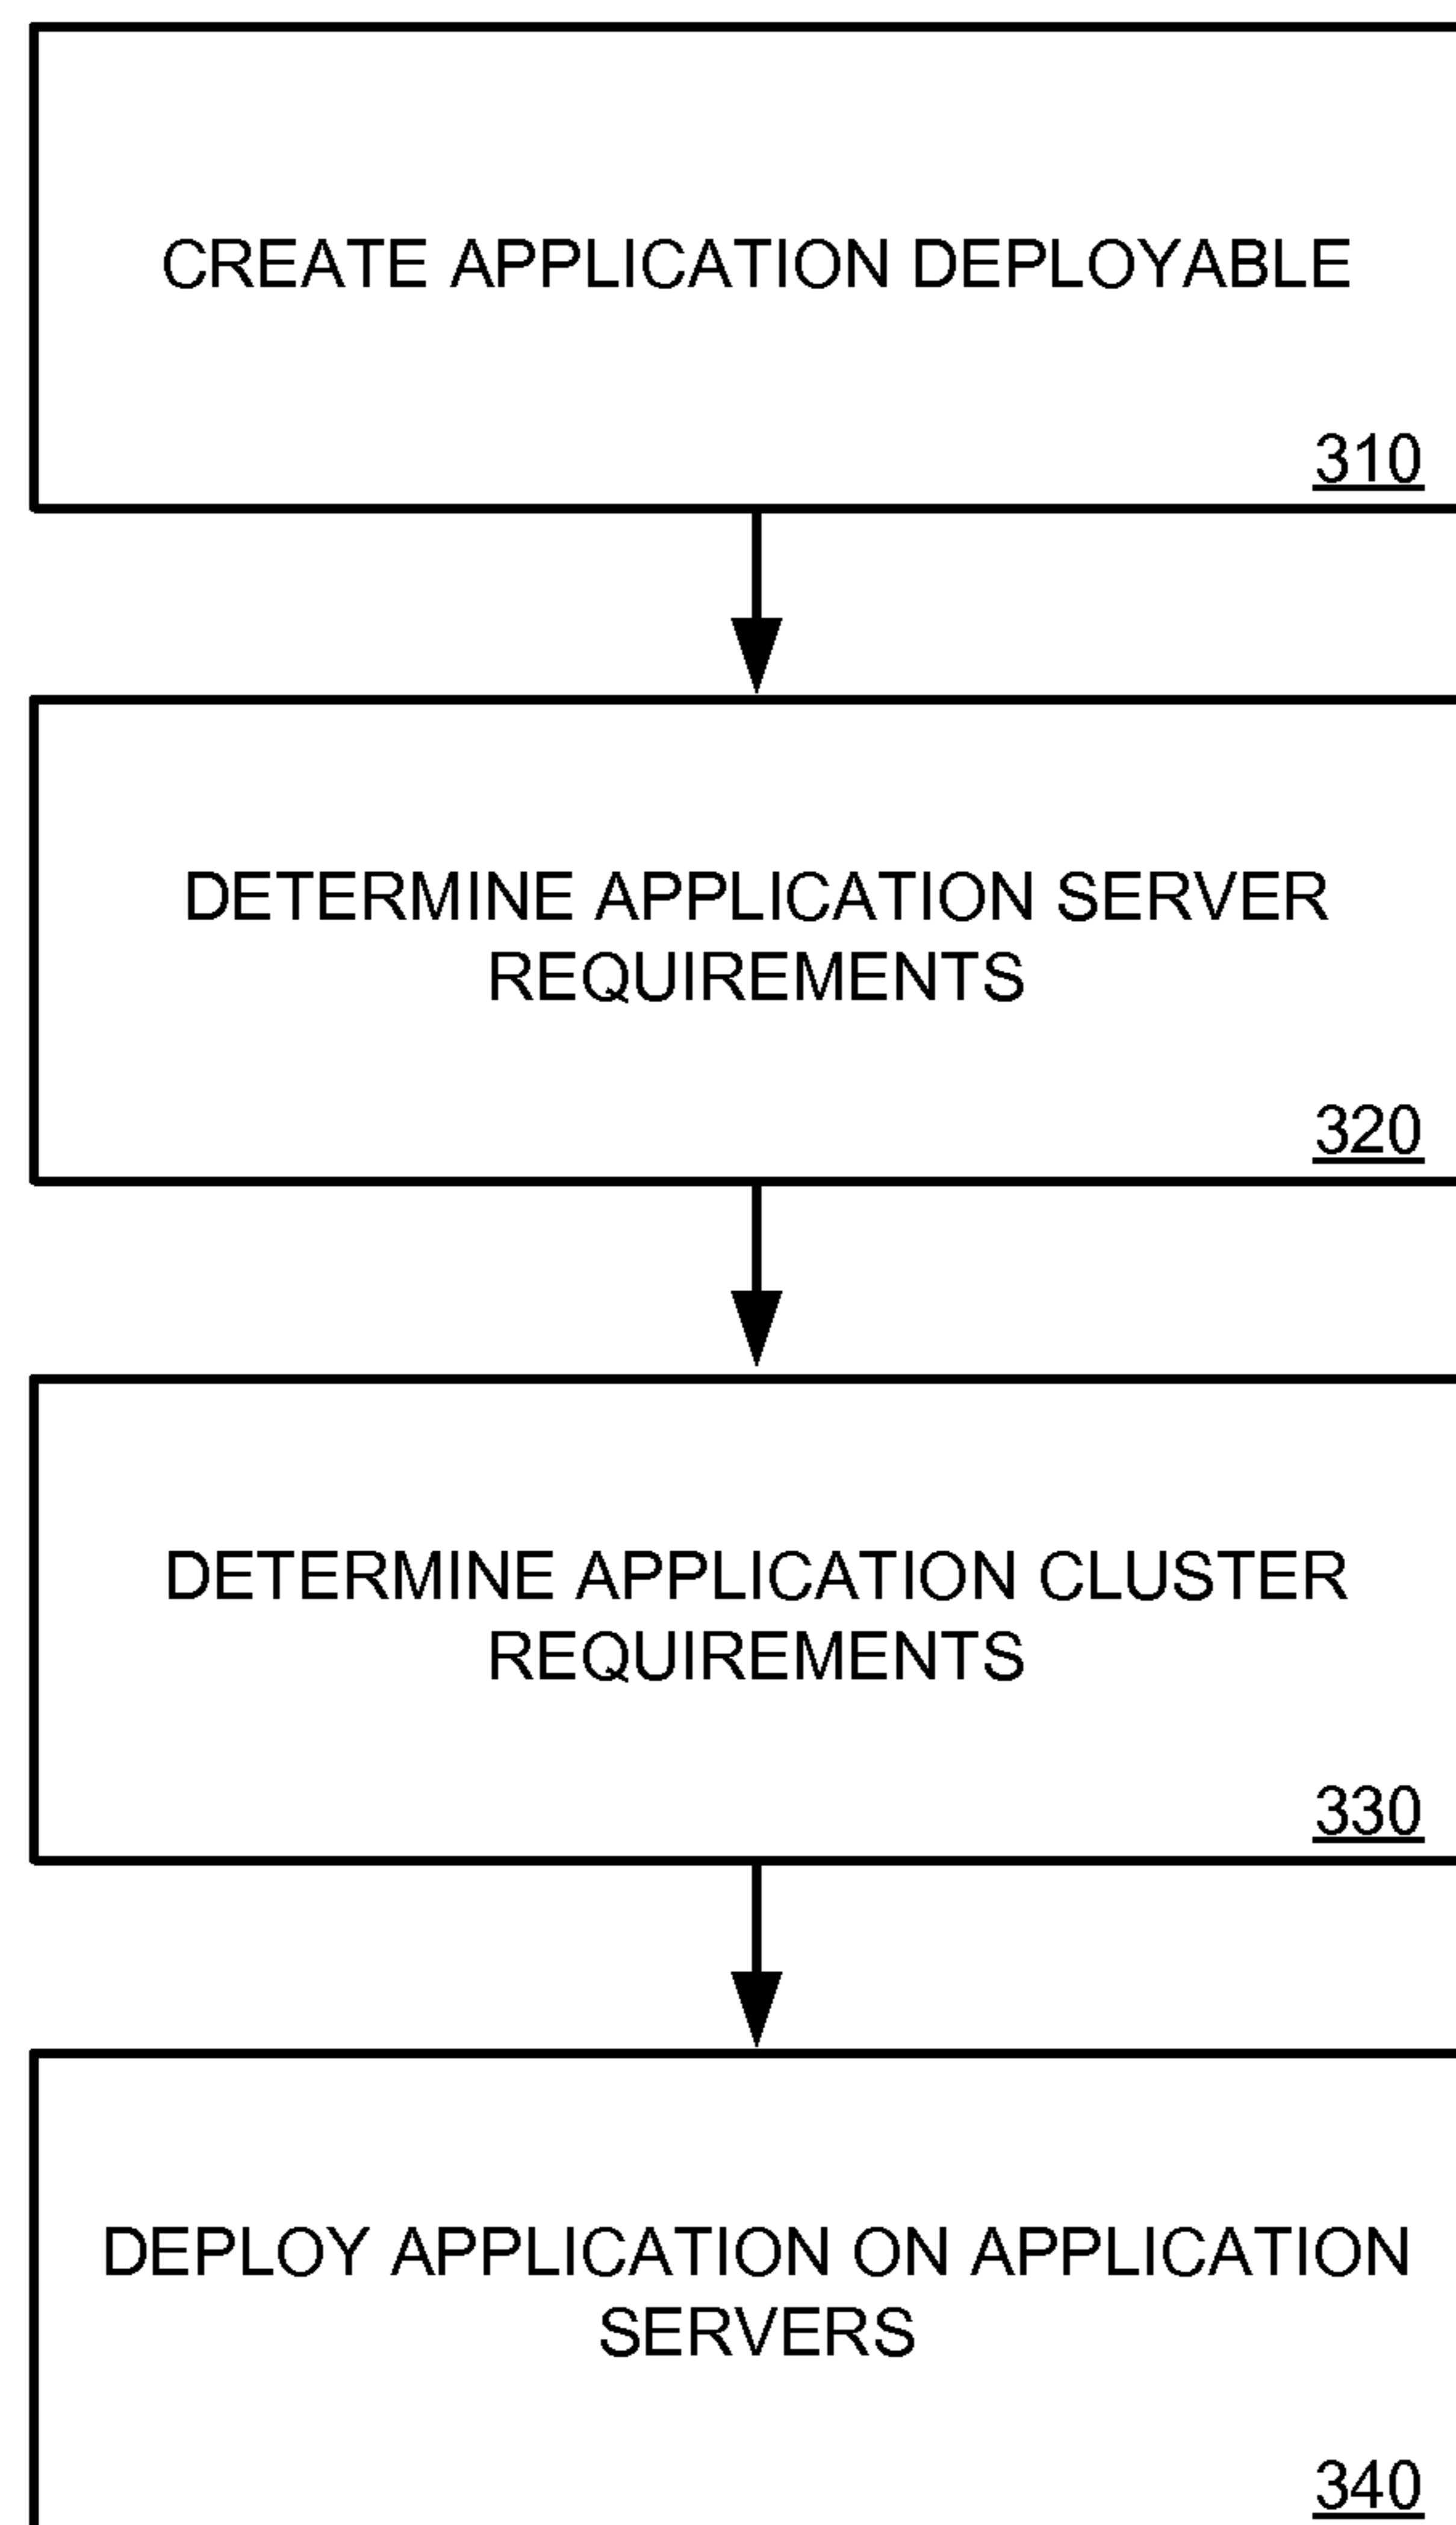 CREATE APPLICATION DEPLOYABLE
310
DETERMINE APPLICATION SERVER
REQUIREMENTS
320
DETERMINE APPLICATION CLUSTER
REQUIREMENTS
330
DEPLOY APPLICATION ON APPLICATION
SERVERS
340